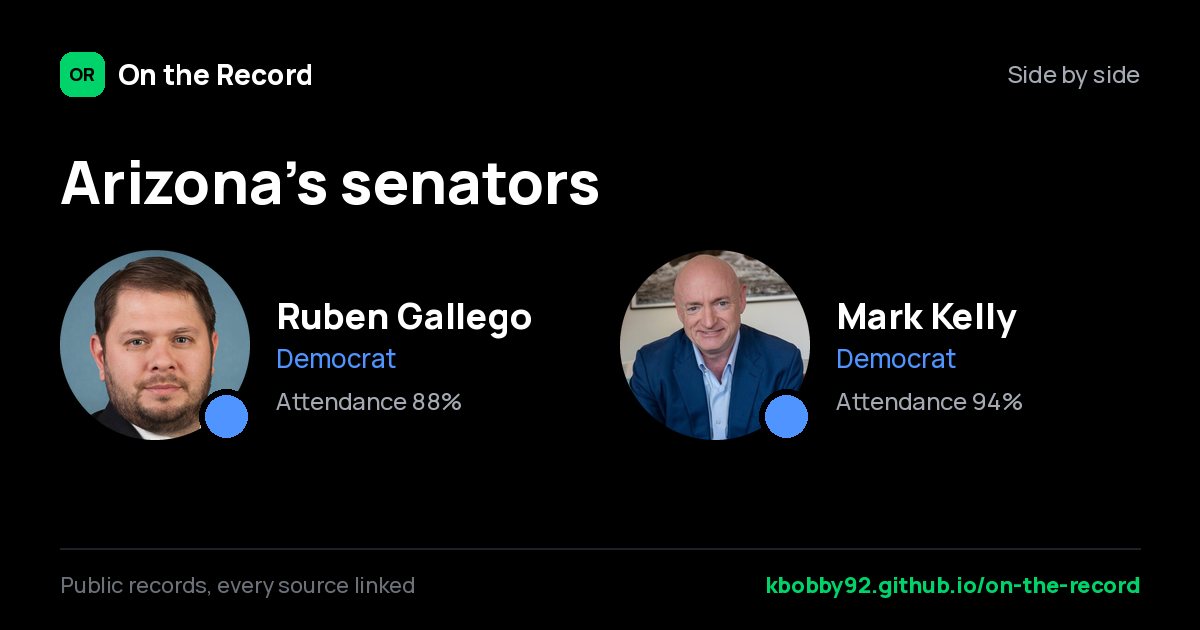 OR On the Record
Side by side
Arizona’s senators
Ruben Gallego
Democrat
Attendance 88%
Mark Kelly
Democrat
Attendance 94%
Public records, every source linked
kbobby92.github.io/on-the-record